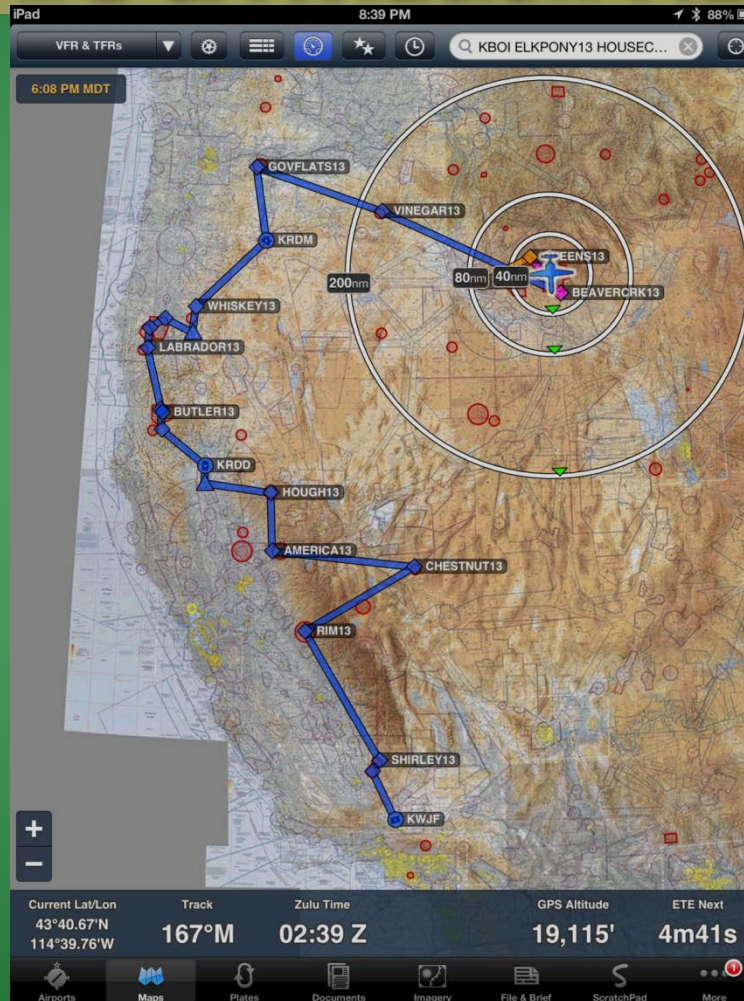 iPad 8:39 PM 88%
VFR & TFRs KBOI ELKPONY13 HOUSEC...
6:08 PM MDT
GOVFLATS13
VINEGAR13
KRDM
EENS13
200nm 80nm 40nm
BEAVERCRK13
WHISKEY13
LABRADOR13
BUTLER13
KRDD
HOUGH13
AMERICA13
CHESTNUT13
RIM13
SHIRLEY13
KWJF
+
−
Current Lat/Lon Track Zulu Time GPS Altitude ETE Next
43°40.67'N
114°39.76'W 167°M 02:39 Z 19,115' 4m41s
1
Airports Maps Plates Documents Imagery File & Brief ScratchPad More